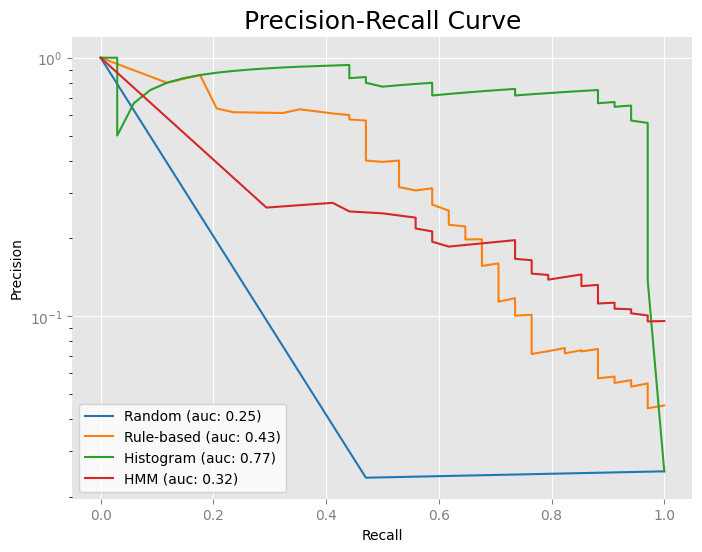 Precision-Recall Curve
Precision
10⁰
10⁻¹
Random (auc: 0.25)
Rule-based (auc: 0.43)
Histogram (auc: 0.77)
HMM (auc: 0.32)
0.0 0.2 0.4 0.6 0.8 1.0
Recall